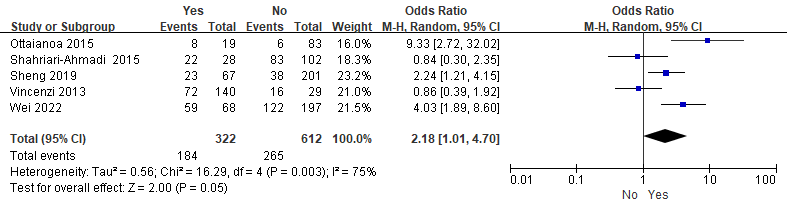 Yes No Odds Ratio Odds Ratio
Study or Subgroup Events Total Events Total Weight M-H, Random, 95% CI M-H, Random, 95% CI
Ottaianoa 2015 8 19 6 83 16.0% 9.33 [2.72, 32.02]
Shahriari-Ahmadi 2015 22 28 83 102 18.3% 0.84 [0.30, 2.35]
Sheng 2019 23 67 38 201 23.2% 2.24 [1.21, 4.15]
Vincenzi 2013 72 140 16 29 21.0% 0.86 [0.39, 1.92]
Wei 2022 59 68 122 197 21.5% 4.03 [1.89, 8.60]
Total (95% CI) 322 612 100.0% 2.18 [1.01, 4.70]
Total events 184 265
Heterogeneity: Tau² = 0.56; Chi² = 16.29, df = 4 (P = 0.003); I² = 75%
Test for overall effect: Z = 2.00 (P = 0.05)
0.01 0.1 1 10 100
No Yes